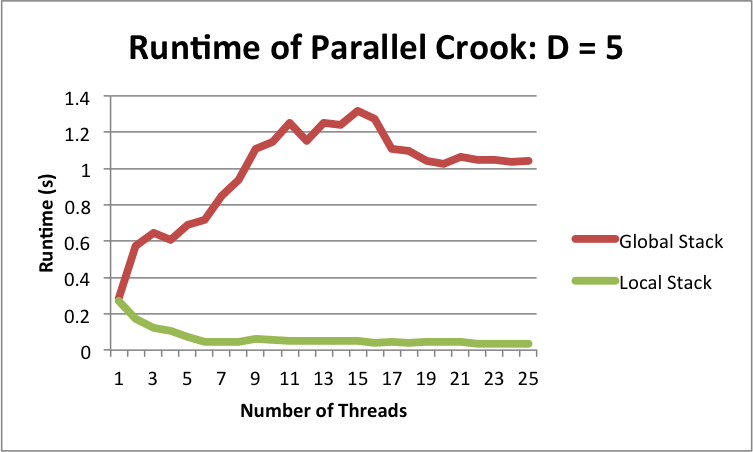 Runtime of Parallel Crook: D = 5
1.4
1.2
1
0.8
0.6
0.4
0.2
0
Runtime (s)
1 3 5 7 9 11 13 15 17 19 21 23 25
Number of Threads
Global Stack
Local Stack